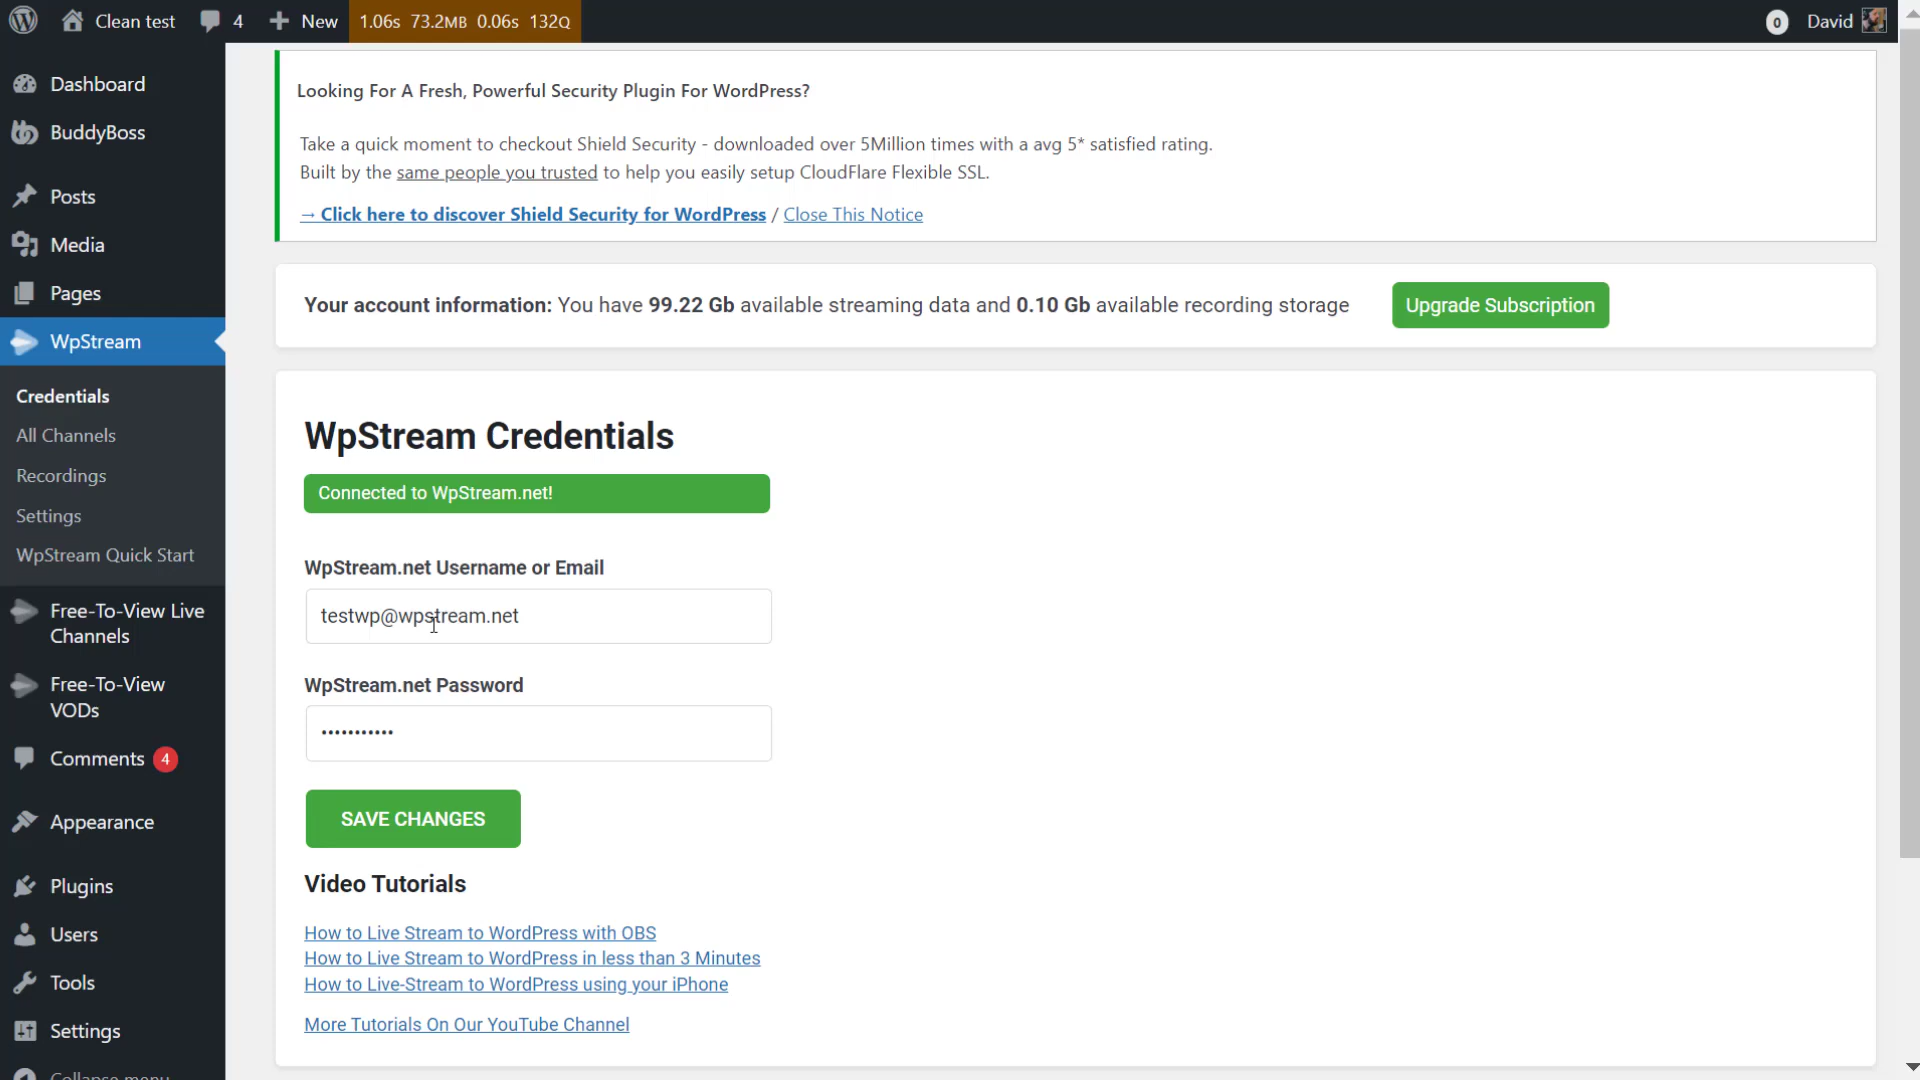 Clean test
4
New
1.06s 73.2MB 0.06s 132Q
0
David
Dashboard
BuddyBoss
Posts
Media
Pages
WpStream
Credentials
All Channels
Recordings
Settings
WpStream Quick Start
Free-To-View Live
Channels
Free-To-View
VODs
Comments 4
Appearance
Plugins
Users
Tools
Settings
Collapse menu
Looking For A Fresh, Powerful Security Plugin For WordPress?
Take a quick moment to checkout Shield Security - downloaded over 5Million times with a avg 5* satisfied rating.
Built by the same people you trusted to help you easily setup CloudFlare Flexible SSL.
→ Click here to discover Shield Security for WordPress / Close This Notice
Your account information: You have 99.22 Gb available streaming data and 0.10 Gb available recording storage
Upgrade Subscription
WpStream Credentials
Connected to WpStream.net!
WpStream.net Username or Email
testwp@wpstream.net
WpStream.net Password
•••••••••••
SAVE CHANGES
Video Tutorials
How to Live Stream to WordPress with OBS
How to Live Stream to WordPress in less than 3 Minutes
How to Live-Stream to WordPress using your iPhone
More Tutorials On Our YouTube Channel